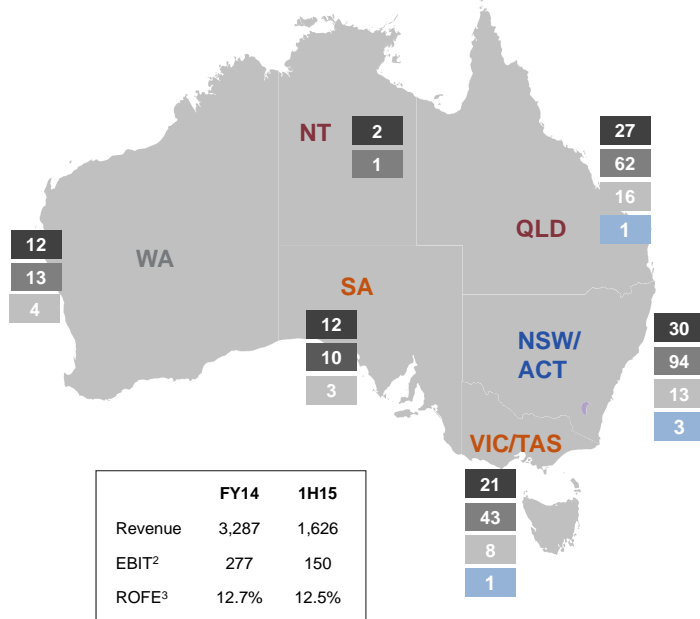 NT
2
1
27
62
16
1
QLD
12
13
4
WA
SA
12
10
3
NSW/
ACT
30
94
13
3
VIC/TAS
21
43
8
1
FY14 1H15
Revenue 3,287 1,626
EBIT² 277 150
ROFE³ 12.7% 12.5%